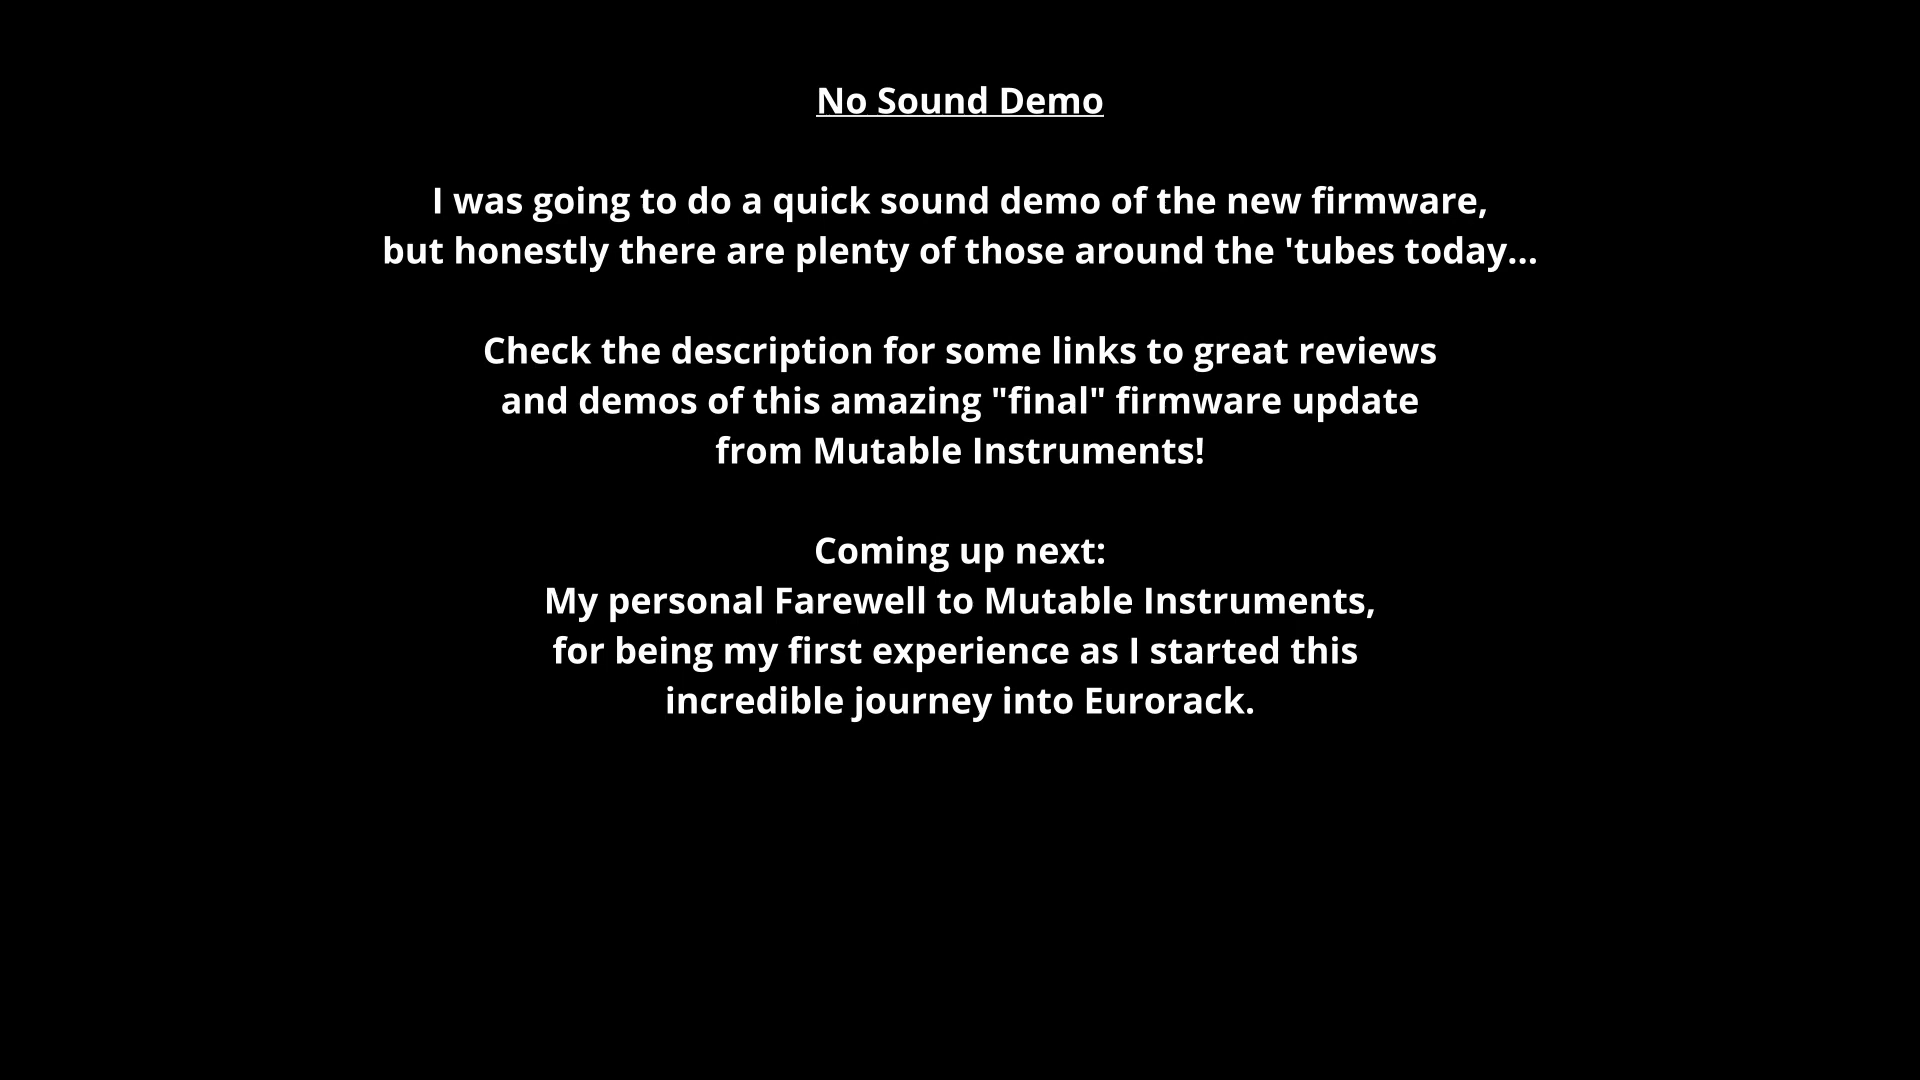 No Sound Demo
I was going to do a quick sound demo of the new firmware,
but honestly there are plenty of those around the 'tubes today...
Check the description for some links to great reviews
and demos of this amazing "final" firmware update
from Mutable Instruments!
Coming up next:
My personal Farewell to Mutable Instruments,
for being my first experience as I started this
incredible journey into Eurorack.